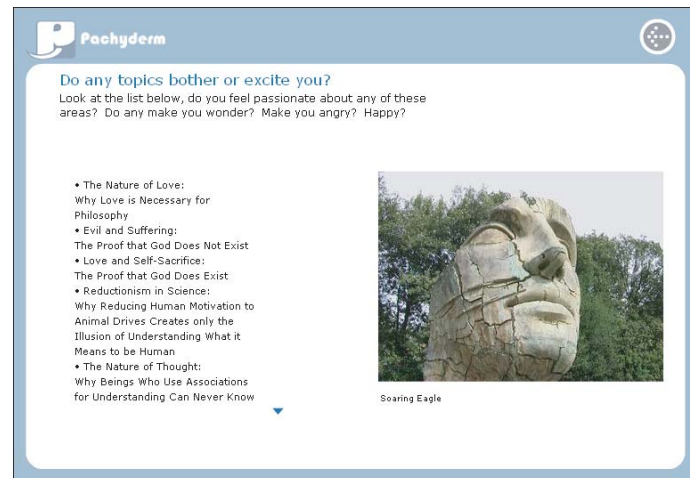 Pachyderm
Do any topics bother or excite you?
Look at the list below, do you feel passionate about any of these
areas? Do any make you wonder? Make you angry? Happy?
• The Nature of Love:
Why Love is Necessary for
Philosophy
• Evil and Suffering:
The Proof that God Does Not Exist
• Love and Self-Sacrifice:
The Proof that God Does Exist
• Reductionism in Science:
Why Reducing Human Motivation to
Animal Drives Creates only the
Illusion of Understanding What it
Means to be Human
• The Nature of Thought:
Why Beings Who Use Associations
for Understanding Can Never Know
Soaring Eagle